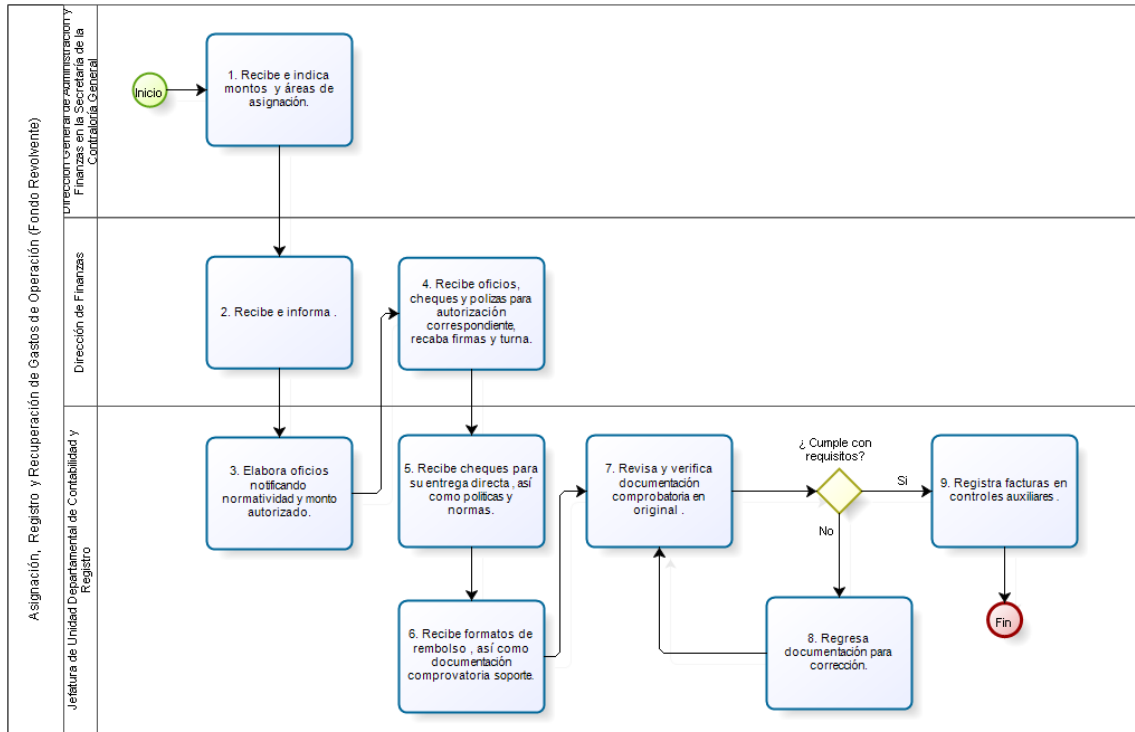 Asignación, Registro y Recuperación de Gastos de Operación (Fondo Revolvente)
Dirección General de Administración y
Finanzas en la Secretaría de la
Contraloría General
Inicio
1. Recibe e indica
montos y áreas de
asignación.
Dirección de Finanzas
2. Recibe e informa .
4. Recibe oficios,
cheques y polizas para
autorización
correspondiente,
recaba firmas y turna.
Jefatura de Unidad Departamental de Contabilidad y
Registro
3. Elabora oficios
notificando
normatividad y monto
autorizado.
5. Recibe cheques para
su entrega directa , así
como políticas y
normas.
6. Recibe formatos de
rembolso , así como
documentación
comprovatoria soporte.
7. Revisa y verifica
documentación
comprobatoria en
original .
¿ Cumple con
requisitos?
Si
No
8. Regresa
documentación para
corrección.
9. Registra facturas en
controles auxiliares .
Fin